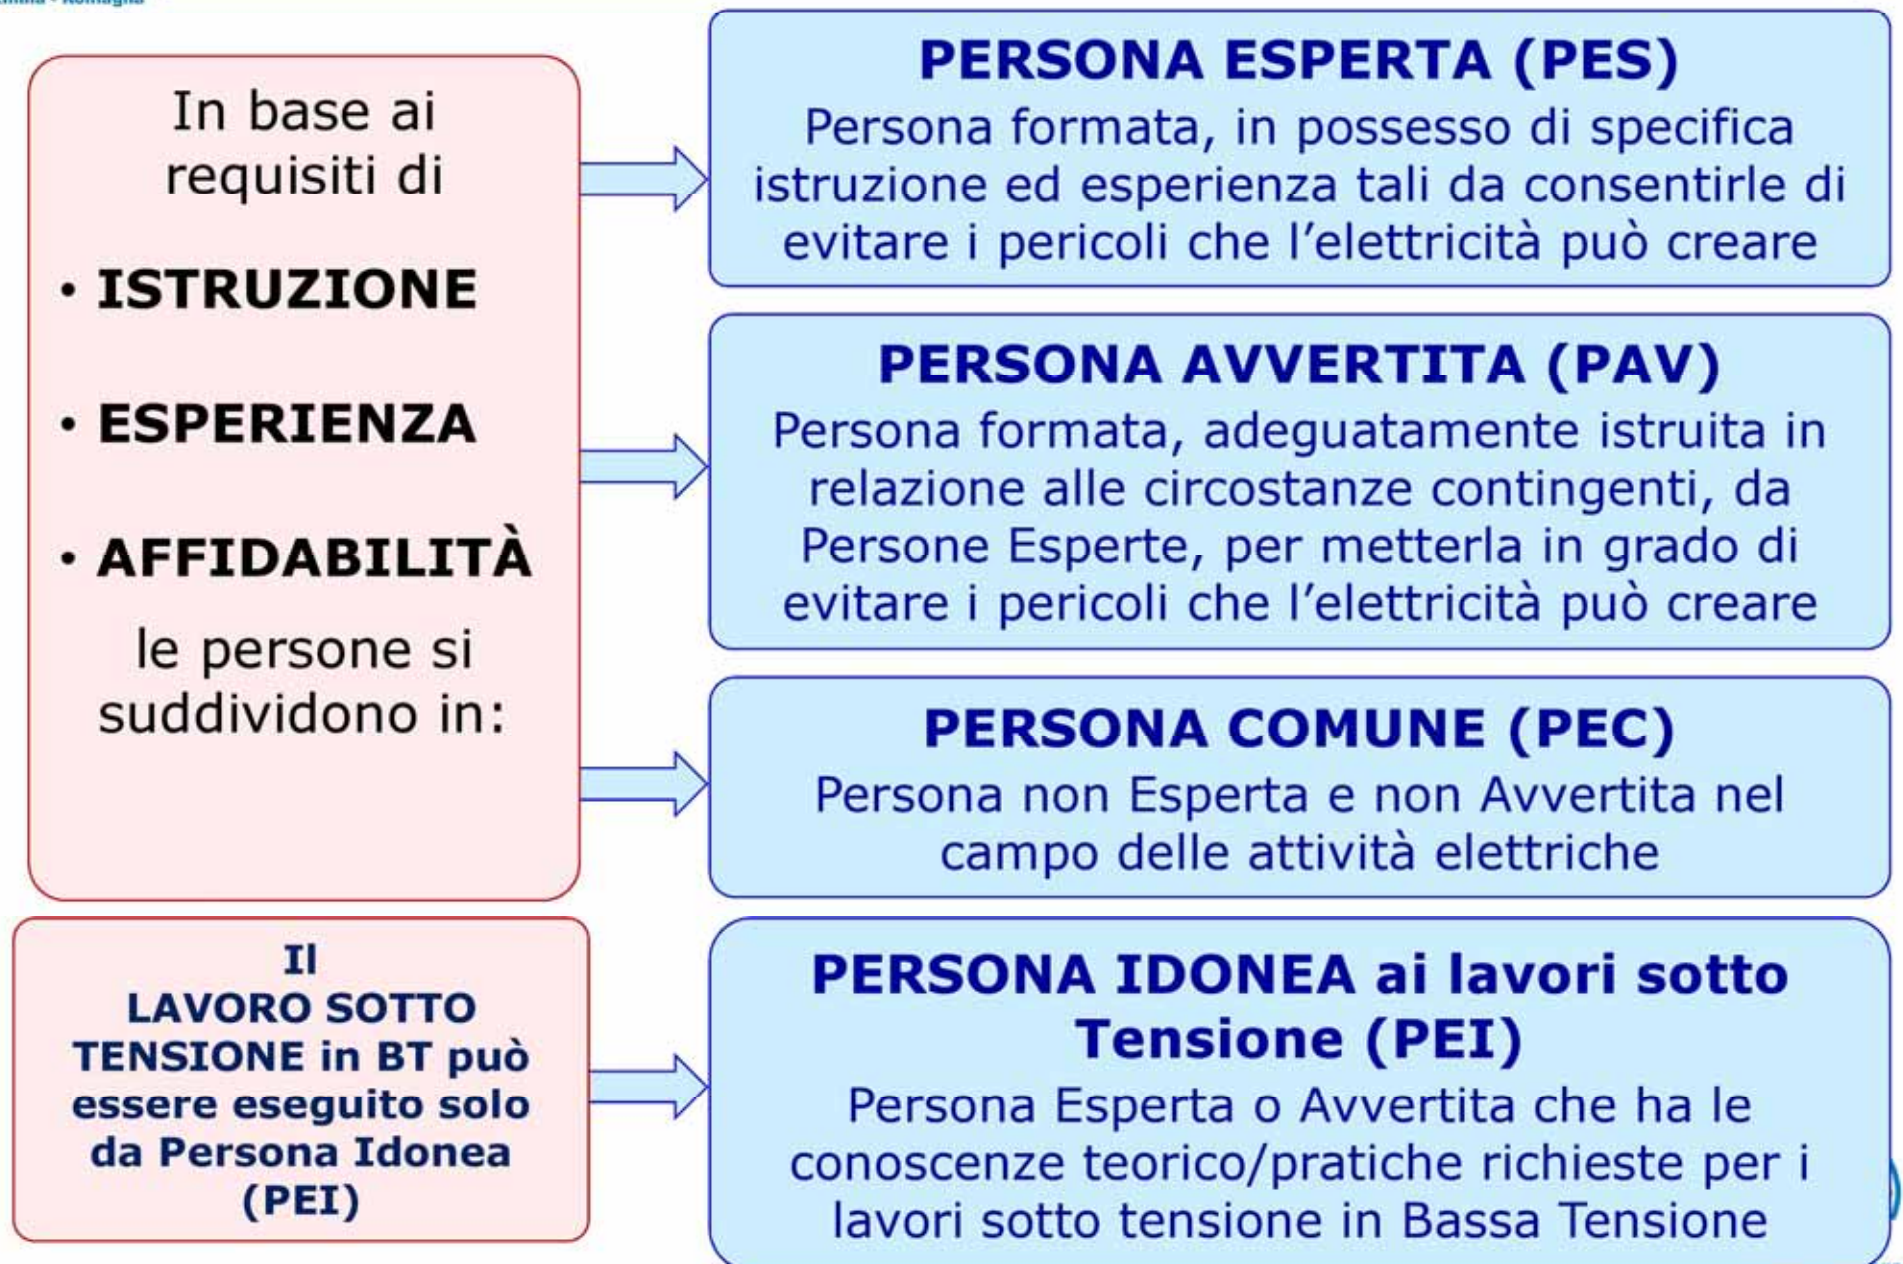 In base ai
requisiti di
• ISTRUZIONE
• ESPERIENZA
• AFFIDABILITÀ
le persone si
suddividono in:
PERSONA ESPERTA (PES)
Persona formata, in possesso di specifica
istruzione ed esperienza tali da consentirle di
evitare i pericoli che l’elettricità può creare
PERSONA AVVERTITA (PAV)
Persona formata, adeguatamente istruita in
relazione alle circostanze contingenti, da
Persone Esperte, per metterla in grado di
evitare i pericoli che l’elettricità può creare
PERSONA COMUNE (PEC)
Persona non Esperta e non Avvertita nel
campo delle attività elettriche
Il
LAVORO SOTTO
TENSIONE in BT può
essere eseguito solo
da Persona Idonea
(PEI)
PERSONA IDONEA ai lavori sotto
Tensione (PEI)
Persona Esperta o Avvertita che ha le
conoscenze teorico/pratiche richieste per i
lavori sotto tensione in Bassa Tensione